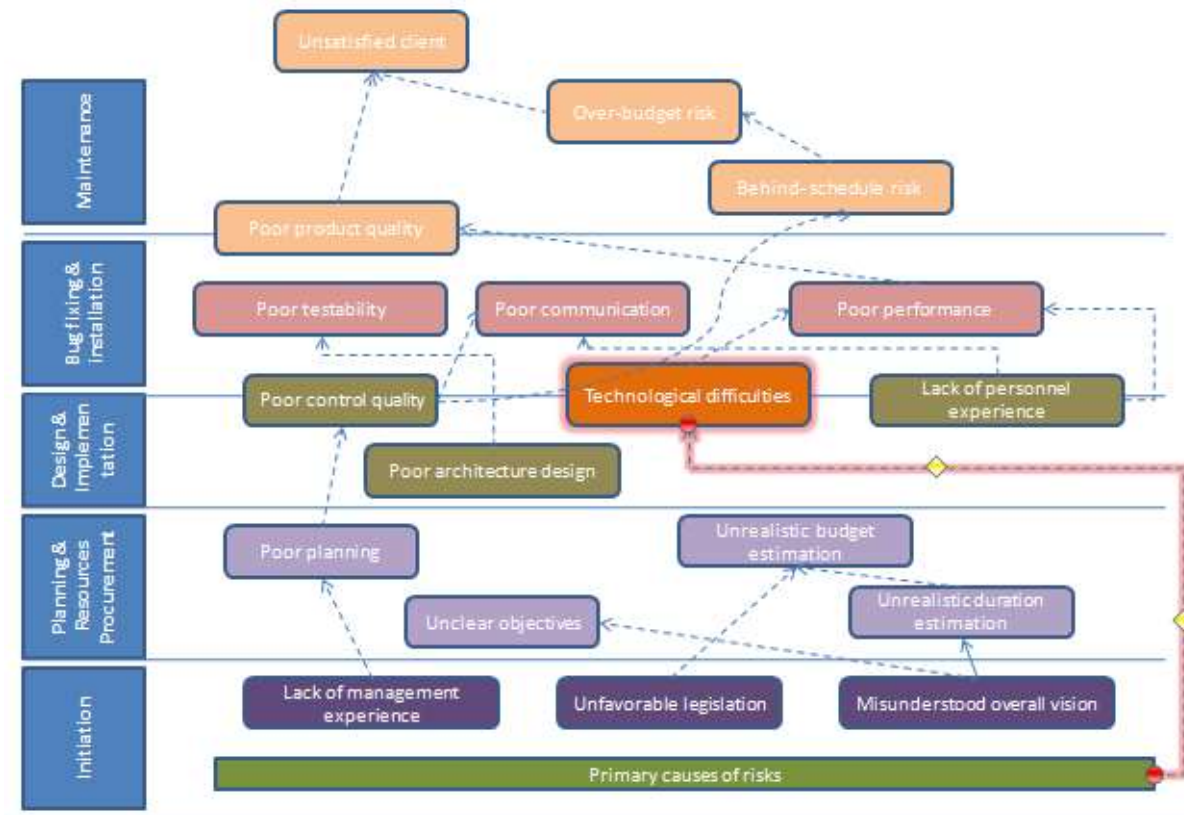 Unsatisfied client
Over-budget risk
Behind-schedule risk
Poor product quality
Maintenance
Poor testability
Poor communication
Poor performance
Bug fixing &
installation
Poor control quality
Technological difficulties
Lack of personnel
experience
Poor architecture design
Design &
Implemen
tation
Poor planning
Unrealistic budget
estimation
Unclear objectives
Unrealistic duration
estimation
Planning &
Resources
Procurement
Lack of management
experience
Unfavorable legislation
Misunderstood overall vision
Primary causes of risks
Initiation